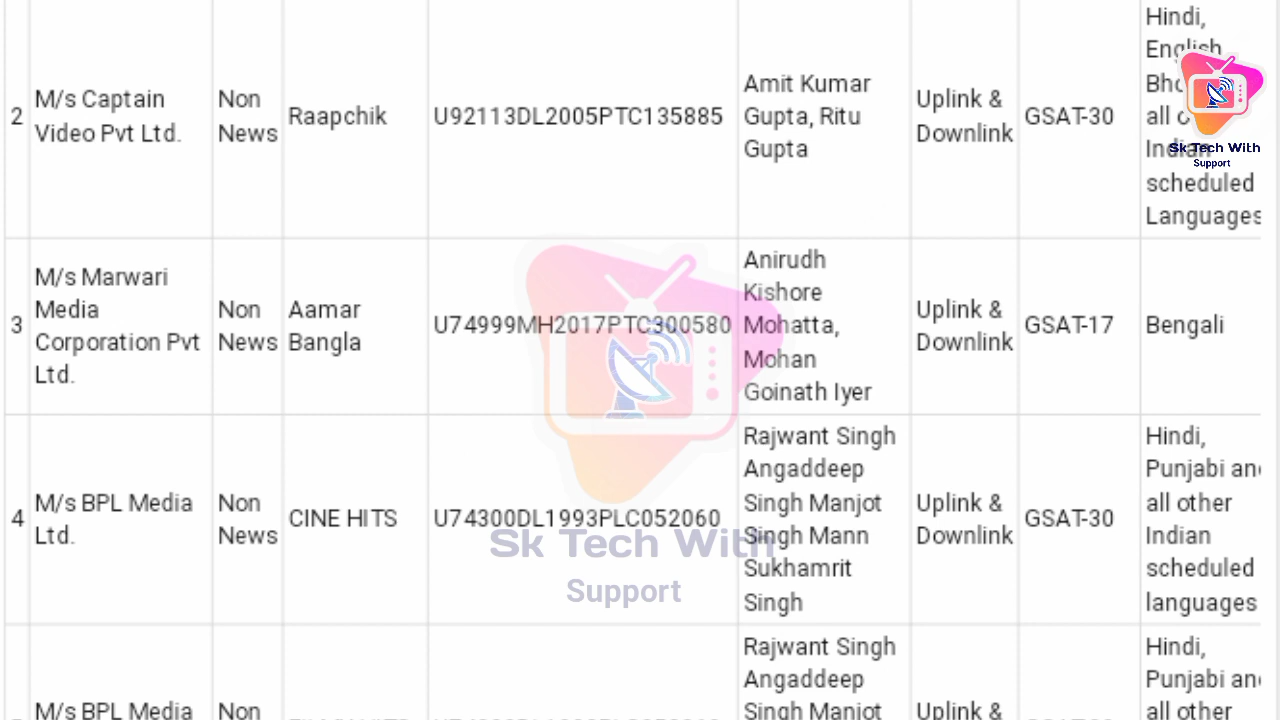 2
M/s Captain
Video Pvt Ltd.
Non
News
Raapchik
U92113DL2005PTC135885
Amit Kumar
Gupta, Ritu
Gupta
Uplink &
Downlink
GSAT-30
Hindi,
English
all
Indian
scheduled
Languages
Sk Tech With
Support
3
M/s Marwari
Media
Corporation Pvt
Ltd.
Non
News
Aamar
Bangla
U74999MH2017PTC300580
Anirudh
Kishore
Mohatta,
Mohan
Goinath Iyer
Uplink &
Downlink
GSAT-17
Bengali
4
M/s BPL Media
Ltd.
Non
News
CINE HITS
U74300DL1993PLC052060
Rajwant Singh
Angaddeep
Singh Manjot
Singh Mann
Sukhamrit
Singh
Uplink &
Downlink
GSAT-30
Hindi,
Punjabi and
all other
Indian
scheduled
languages
Sk Tech With
Support
M/s BPL Media
Non
Rajwant Singh
Angaddeep
Singh Manjot
Uplink &
Hindi,
Punjabi and
all other